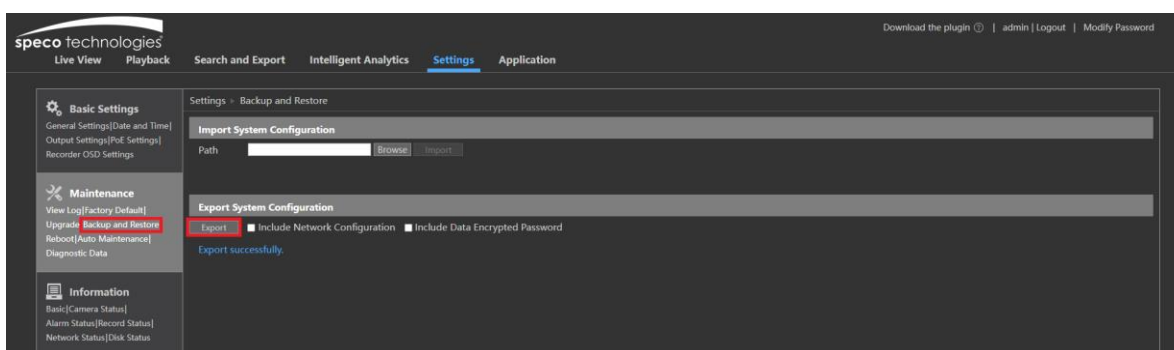 speco technologies
Download the plugin ? | admin | Logout | Modify Password
Live View Playback Search and Export Intelligent Analytics Settings Application
Basic Settings
General Settings|Date and Time|
Output Settings|PoE Settings|
Recorder OSD Settings
Maintenance
View Log|Factory Default|
Upgrade Backup and Restore
Reboot|Auto Maintenance|
Diagnostic Data
Information
Basic|Camera Status|
Alarm Status|Record Status|
Network Status|Disk Status
Settings ▸ Backup and Restore
Import System Configuration
Path Browse Import
Export System Configuration
Export Include Network Configuration Include Data Encrypted Password
Export successfully.